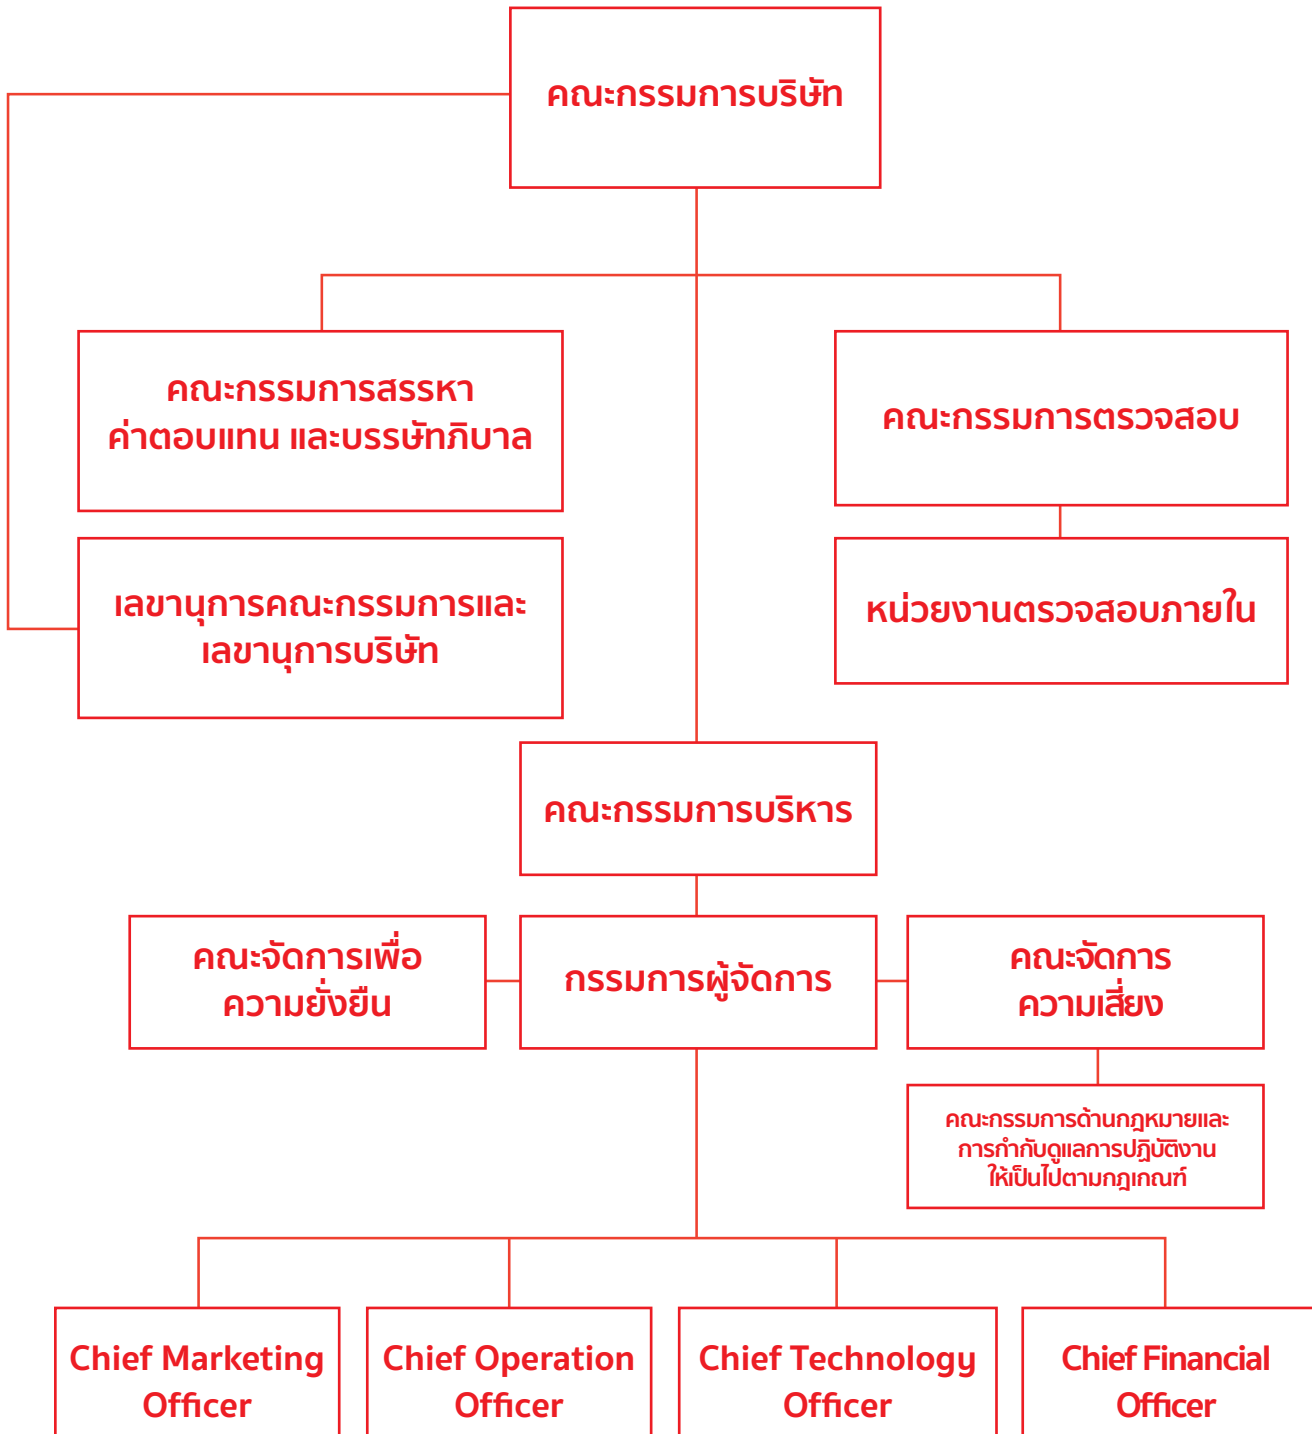 คณะกรรมการบริษัท
คณะกรรมการสรรหา
ค่าตอบแทน และบรรษัทภิบาล
คณะกรรมการตรวจสอบ
เลขานุการคณะกรรมการและ
เลขานุการบริษัท
หน่วยงานตรวจสอบภายใน
คณะกรรมการบริหาร
คณะจัดการเพื่อ
ความยั่งยืน
กรรมการผู้จัดการ
คณะจัดการ
ความเสี่ยง
คณะกรรมการด้านกฎหมายและ
การกำกับดูแลการปฏิบัติงาน
ให้เป็นไปตามกฎเกณฑ์
Chief Marketing
Officer
Chief Operation
Officer
Chief Technology
Officer
Chief Financial
Officer